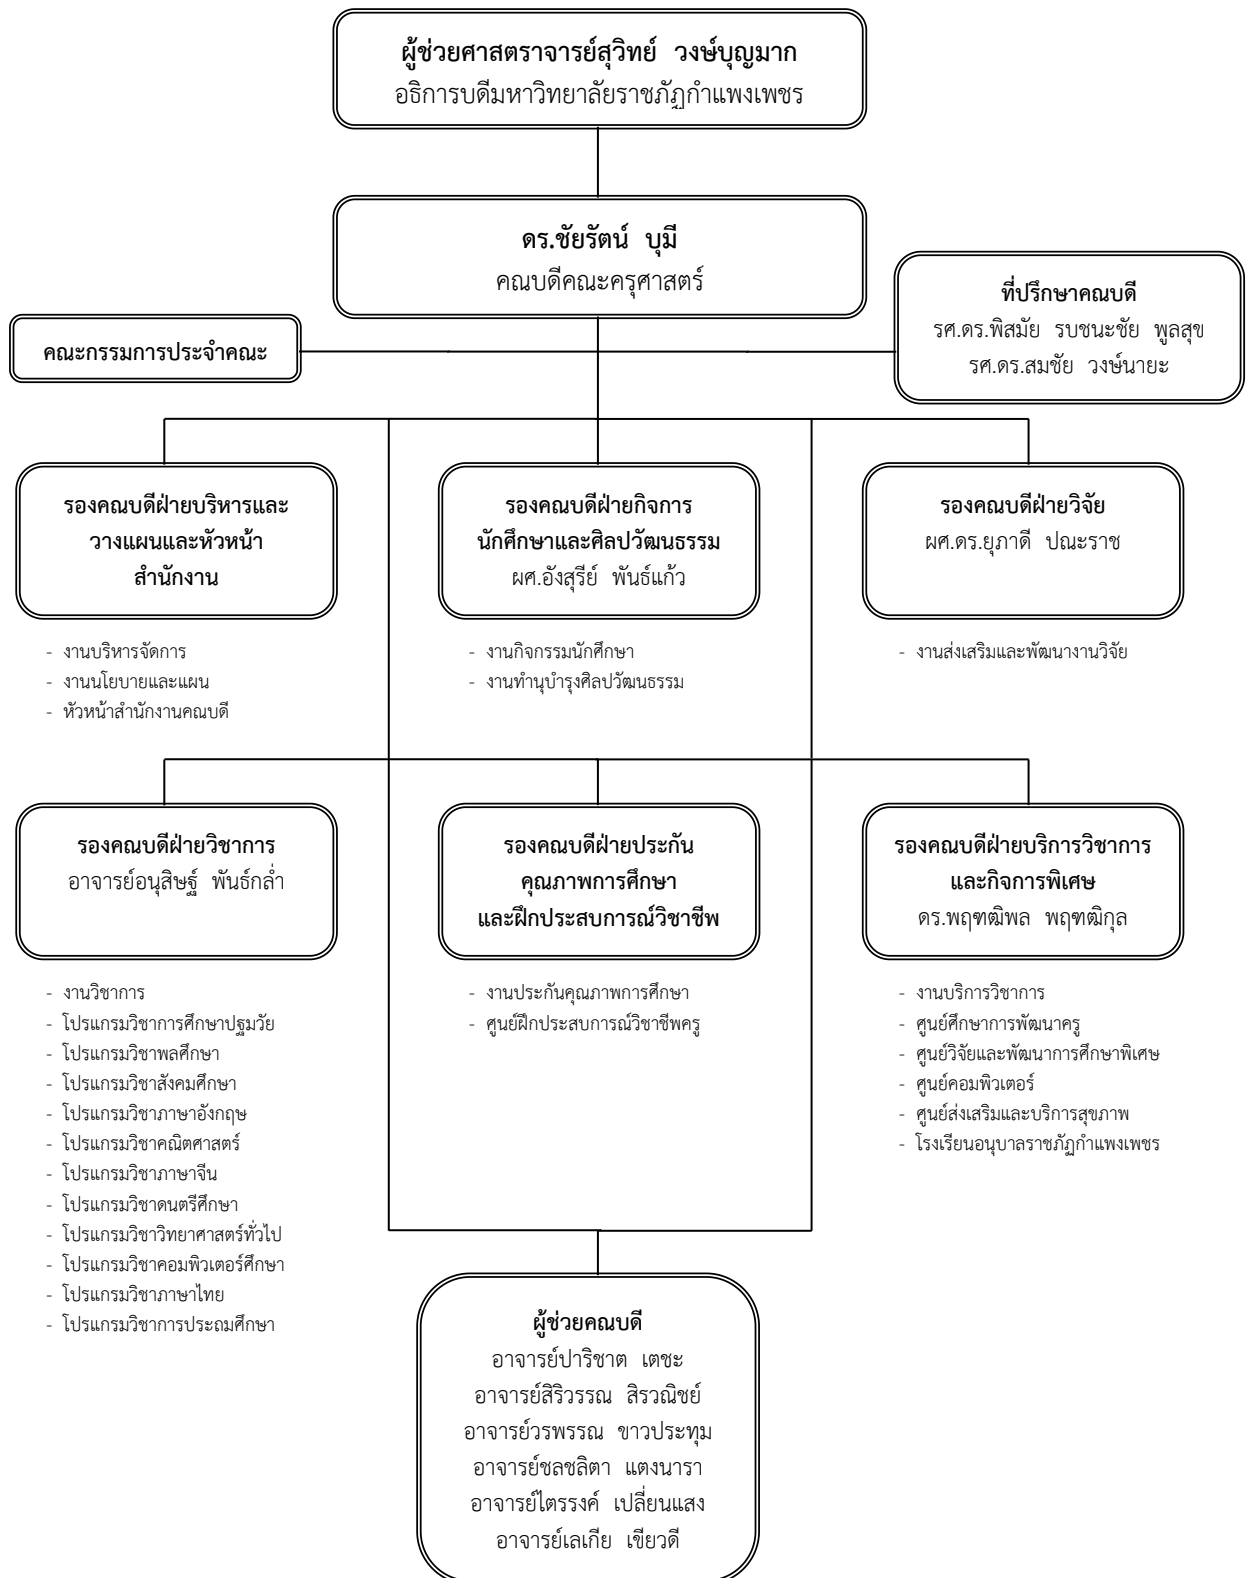 ผู้ช่วยศาสตราจารย์สุวิทย์ วงษ์บุญมาก
อธิการบดีมหาวิทยาลัยราชภัฏกำแพงเพชร
ดร.ชัยรัตน์ บุมี
คณบดีคณะครุศาสตร์
ที่ปรึกษาคณบดี
รศ.ดร.พิสมัย รบชนะชัย พูลสุข
รศ.ดร.สมชัย วงษ์นายะ
คณะกรรมการประจำคณะ
รองคณบดีฝ่ายบริหารและ
วางแผนและหัวหน้า
สำนักงาน
- งานบริหารจัดการ
- งานนโยบายและแผน
- หัวหน้าสำนักงานคณบดี
รองคณบดีฝ่ายกิจการ
นักศึกษาและศิลปวัฒนธรรม
ผศ.อังสุรีย์ พันธ์แก้ว
- งานกิจกรรมนักศึกษา
- งานทำนุบำรุงศิลปวัฒนธรรม
รองคณบดีฝ่ายวิจัย
ผศ.ดร.ยุภาดี ปณะราช
- งานส่งเสริมและพัฒนางานวิจัย
รองคณบดีฝ่ายวิชาการ
อาจารย์อนุสิษฐ์ พันธ์กล่ำ
- งานวิชาการ
- โปรแกรมวิชาการศึกษาปฐมวัย
- โปรแกรมวิชาพลศึกษา
- โปรแกรมวิชาสังคมศึกษา
- โปรแกรมวิชาภาษาอังกฤษ
- โปรแกรมวิชาคณิตศาสตร์
- โปรแกรมวิชาภาษาจีน
- โปรแกรมวิชาดนตรีศึกษา
- โปรแกรมวิชาวิทยาศาสตร์ทั่วไป
- โปรแกรมวิชาคอมพิวเตอร์ศึกษา
- โปรแกรมวิชาภาษาไทย
- โปรแกรมวิชาการประถมศึกษา
รองคณบดีฝ่ายประกัน
คุณภาพการศึกษา
และฝึกประสบการณ์วิชาชีพ
- งานประกันคุณภาพการศึกษา
- ศูนย์ฝึกประสบการณ์วิชาชีพครู
รองคณบดีฝ่ายบริการวิชาการ
และกิจการพิเศษ
ดร.พฤฑฒิพล พฤฑฒิกุล
- งานบริการวิชาการ
- ศูนย์ศึกษาการพัฒนาครู
- ศูนย์วิจัยและพัฒนาการศึกษาพิเศษ
- ศูนย์คอมพิวเตอร์
- ศูนย์ส่งเสริมและบริการสุขภาพ
- โรงเรียนอนุบาลราชภัฏกำแพงเพชร
ผู้ช่วยคณบดี
อาจารย์ปาริชาต เตชะ
อาจารย์สิริวรรณ สิรวณิชย์
อาจารย์วรพรรณ ขาวประทุม
อาจารย์ชลชลิตา แตงนารา
อาจารย์ไตรรงค์ เปลี่ยนแสง
อาจารย์เลเกีย เขียวดี